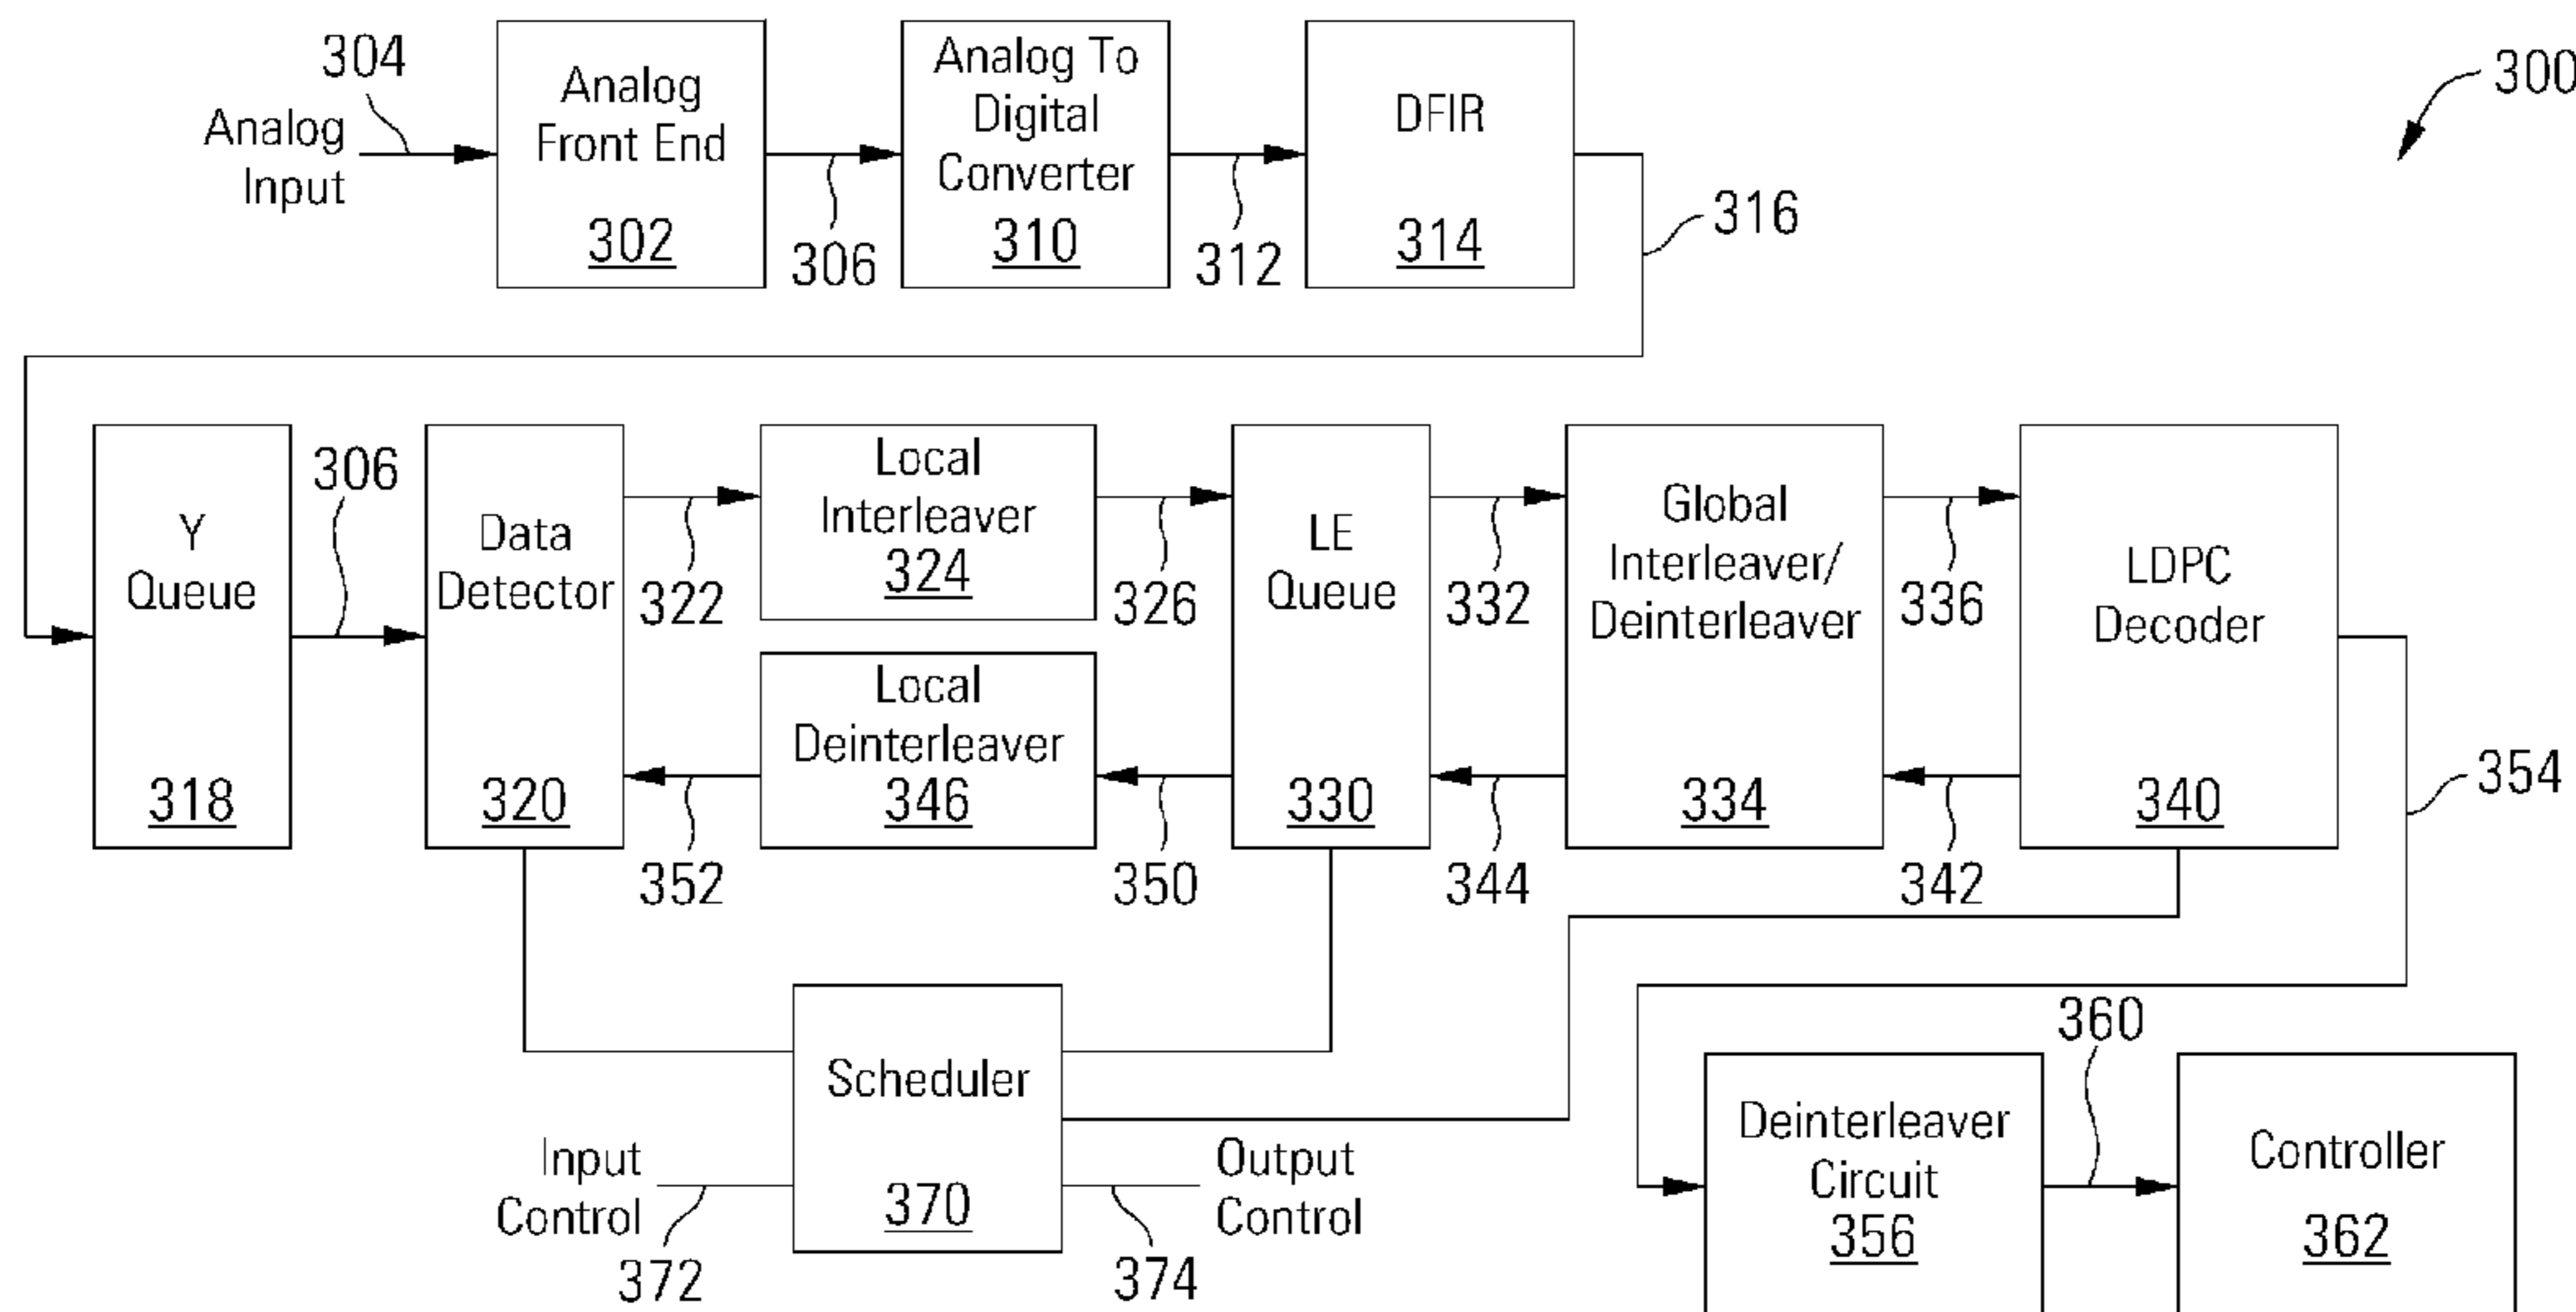 304
Analog
Input
Analog
Front End
302
306
Analog To
Digital
Converter
310
312
DFIR
314
316
300
Y
Queue
318
306
Data
Detector
320
322
Local
Interleaver
324
326
LE
Queue
330
332
Global
Interleaver/
Deinterleaver
334
336
LDPC
Decoder
340
Local
Deinterleaver
346
352
350
344
342
354
Scheduler
370
Input
Control
372
Output
Control
374
Deinterleaver
Circuit
356
360
Controller
362